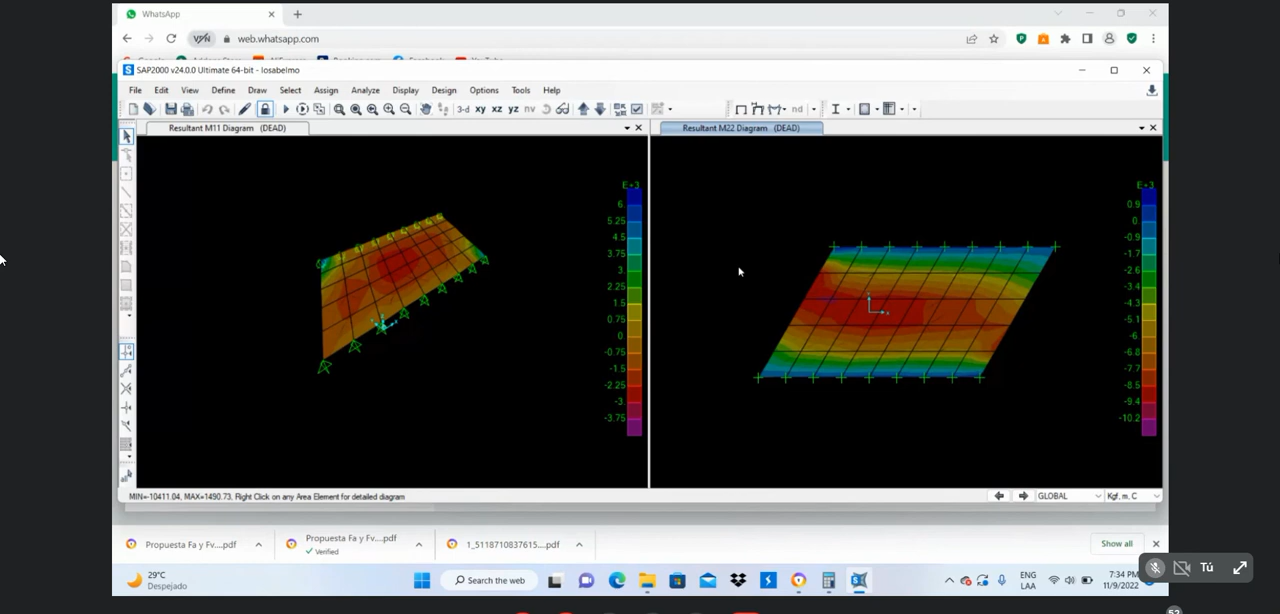 WhatsApp
web.whatsapp.com
SAP2000 v24.0.0 Ultimate 64-bit - losabelmo
File Edit View Define Draw Select Assign Analyze Display Design Options Tools Help
3-d xy xz yz nv nd
Resultant M11 Diagram (DEAD)
Resultant M22 Diagram (DEAD)
E+3
6.
5.25
4.5
3.75
3.
2.25
1.5
0.75
0.
-0.75
-1.5
-2.25
-3.
-3.75
E+3
0.9
0.
-0.9
-1.7
-2.6
-3.4
-4.3
-5.1
-6.
-6.8
-7.7
-8.5
-9.4
-10.2
MIN=-10411.04, MAX=1490.73, Right Click on any Area Element for detailed diagram
GLOBAL
Kgf, m, C
Propuesta Fa y Fv....pdf
Propuesta Fa y Fv....pdf
Verified
1_5118710837615....pdf
Show all
29°C
Despejado
Search the web
ENG
LAA
7:34 PM
11/9/2022
Tú